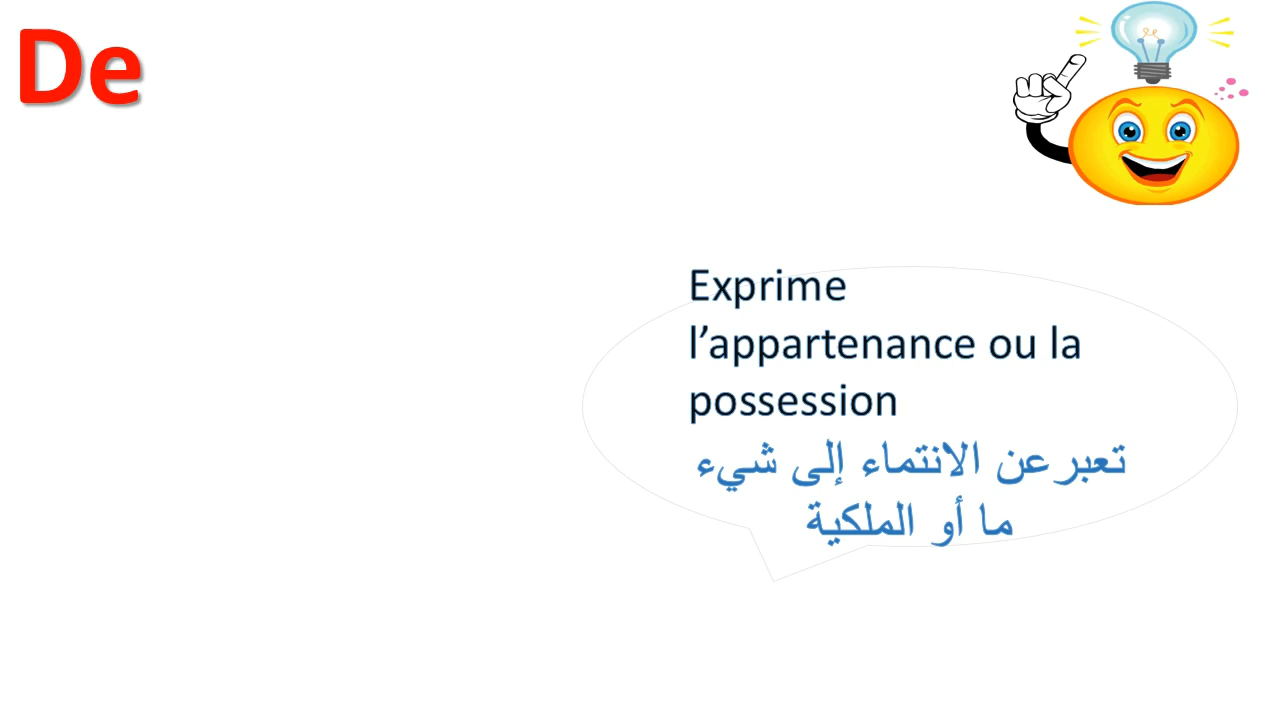 De
Exprime
l’appartenance ou la
possession
تعبرعن الانتماء إلى شيء
ما أو الملكية